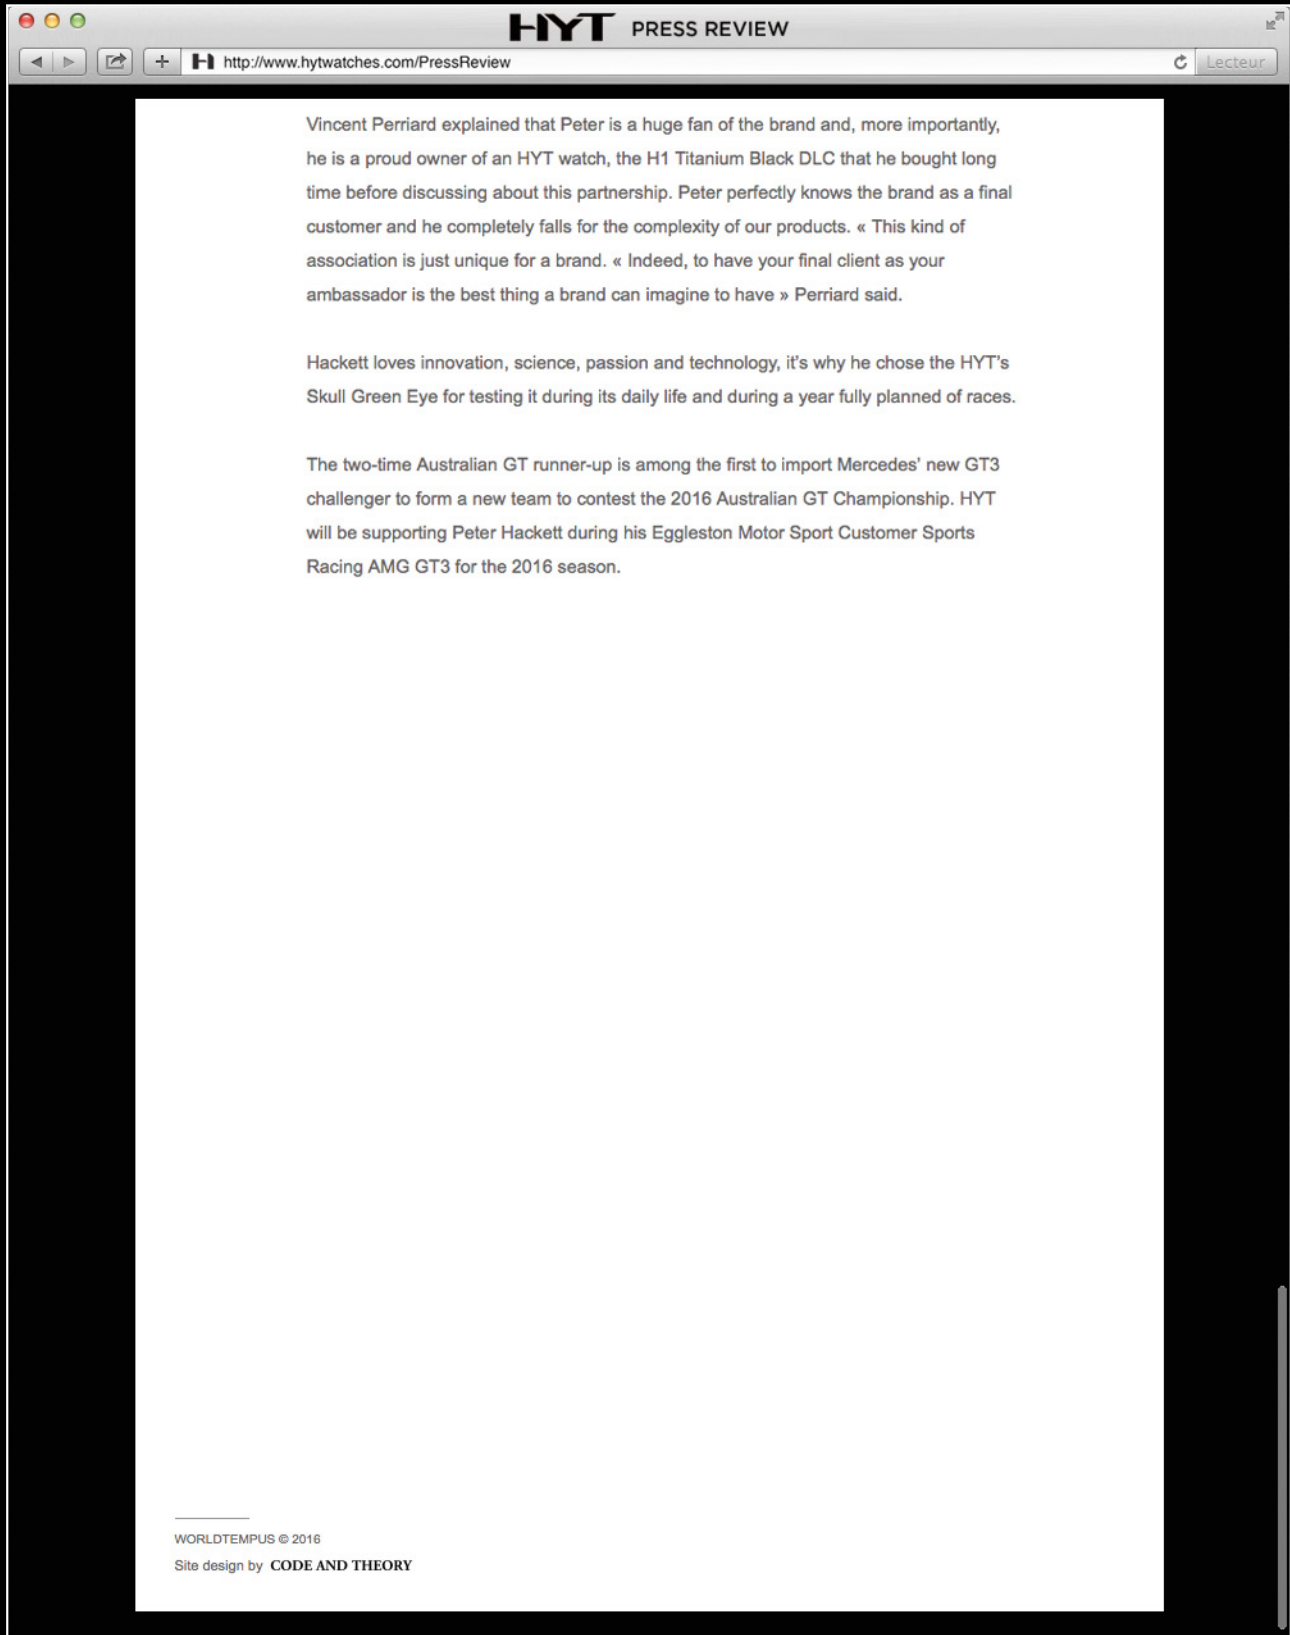 HYT PRESS REVIEW
http://www.hytwatches.com/PressReview
Lecteur
Vincent Perriard explained that Peter is a huge fan of the brand and, more importantly,
he is a proud owner of an HYT watch, the H1 Titanium Black DLC that he bought long
time before discussing about this partnership. Peter perfectly knows the brand as a final
customer and he completely falls for the complexity of our products. « This kind of
association is just unique for a brand. « Indeed, to have your final client as your
ambassador is the best thing a brand can imagine to have » Perriard said.
Hackett loves innovation, science, passion and technology, it's why he chose the HYT's
Skull Green Eye for testing it during its daily life and during a year fully planned of races.
The two-time Australian GT runner-up is among the first to import Mercedes' new GT3
challenger to form a new team to contest the 2016 Australian GT Championship. HYT
will be supporting Peter Hackett during his Eggleston Motor Sport Customer Sports
Racing AMG GT3 for the 2016 season.
WORLDTEMPUS © 2016
Site design by CODE AND THEORY